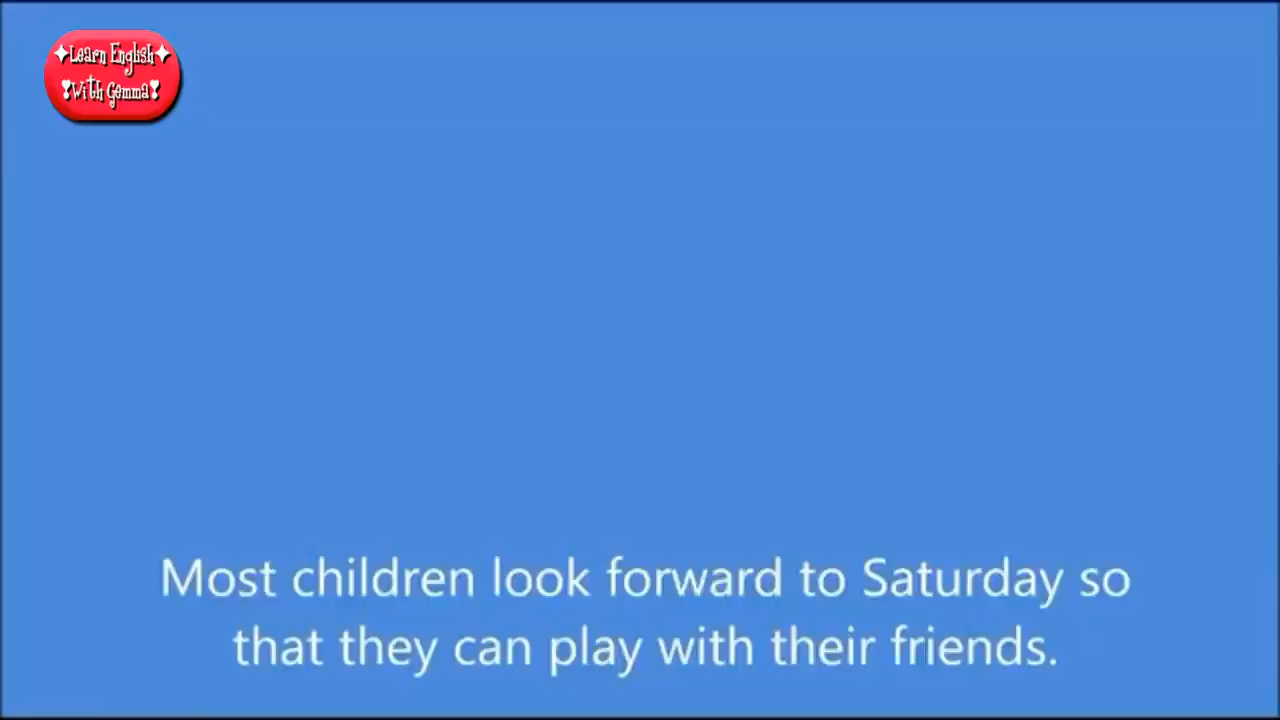 Learn English
With Gemma
Most children look forward to Saturday so
that they can play with their friends.